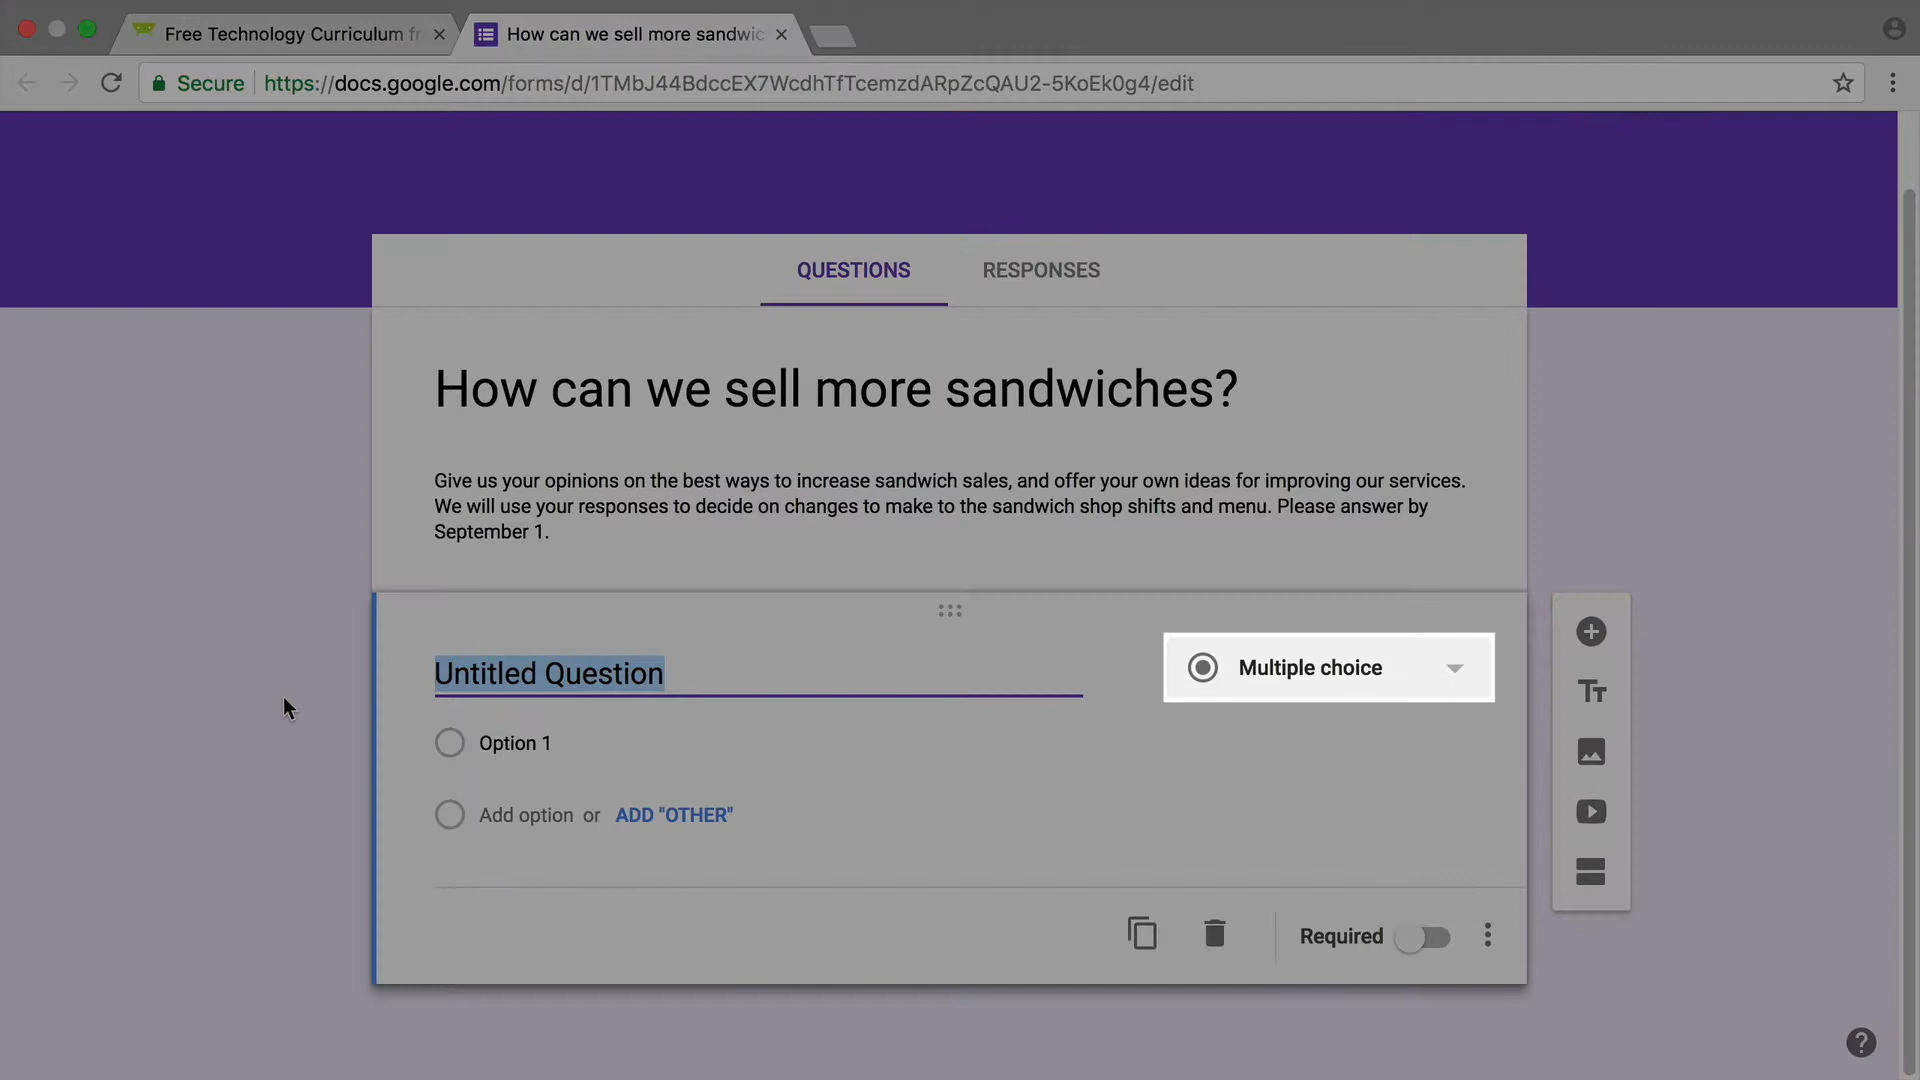 Free Technology Curriculum fr
How can we sell more sandwic
Secure https://docs.google.com/forms/d/1TMbJ44BdccEX7WcdhTfTcemzdARpZcQAU2-5KoEk0g4/edit
QUESTIONS RESPONSES
How can we sell more sandwiches?
Give us your opinions on the best ways to increase sandwich sales, and offer your own ideas for improving our services.
We will use your responses to decide on changes to make to the sandwich shop shifts and menu. Please answer by
September 1.
Untitled Question
Multiple choice
Option 1
Add option or ADD "OTHER"
Required